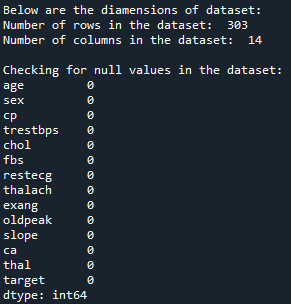 Below are the diamensions of dataset:
Number of rows in the dataset:  303
Number of columns in the dataset:  14
Checking for null values in the dataset:
age         0
sex         0
cp          0
trestbps    0
chol        0
fbs         0
restecg     0
thalach     0
exang       0
oldpeak     0
slope       0
ca          0
thal        0
target      0
dtype: int64